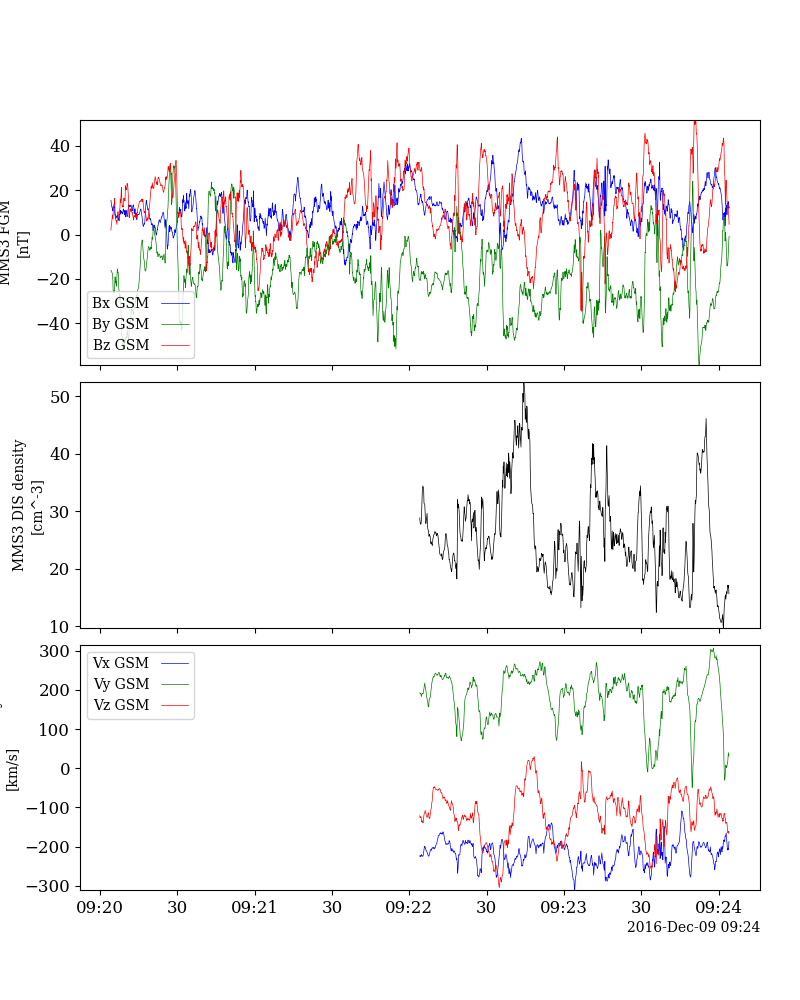 40
20
0
−20
−40
MMS3 FGM
[nT]
Bx GSM
By GSM
Bz GSM
50
40
30
20
10
MMS3 DIS density
[cm^-3]
300
200
100
0
−100
−200
−300
[km/s]
Vx GSM
Vy GSM
Vz GSM
09:20 30 09:21 30 09:22 30 09:23 30 09:24
2016-Dec-09 09:24